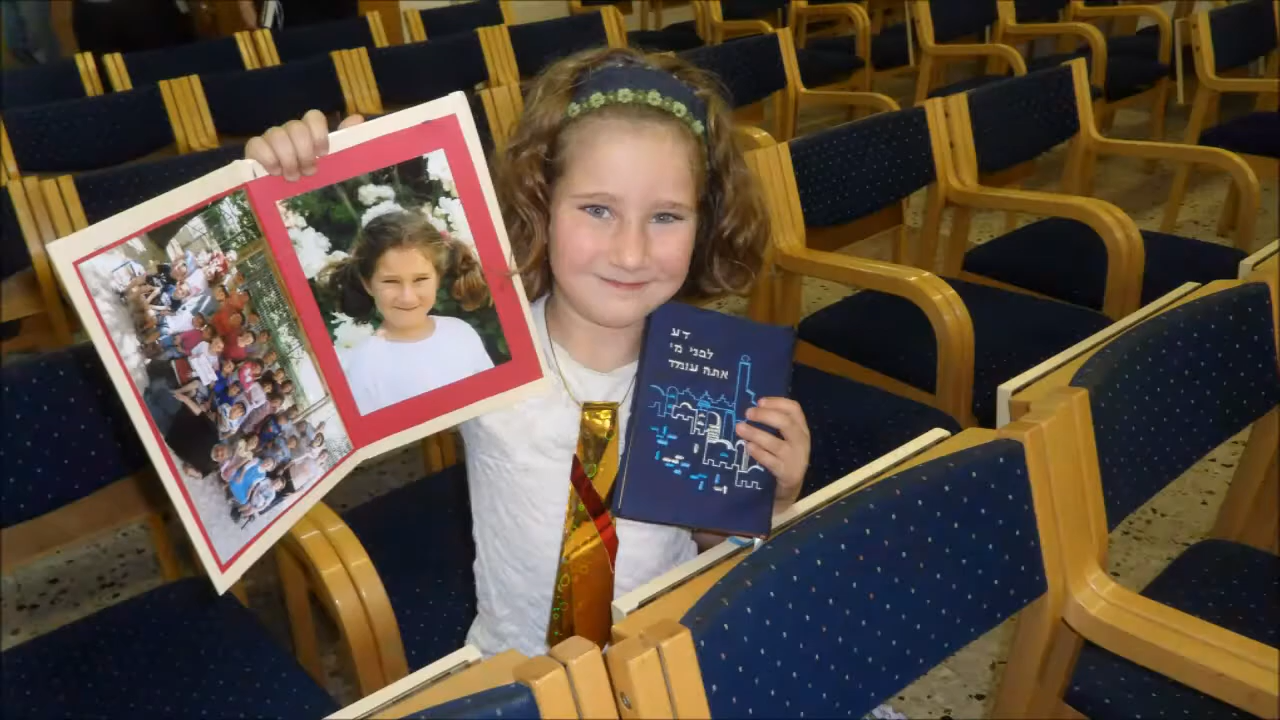 דע
לפני מי
אתה עומד